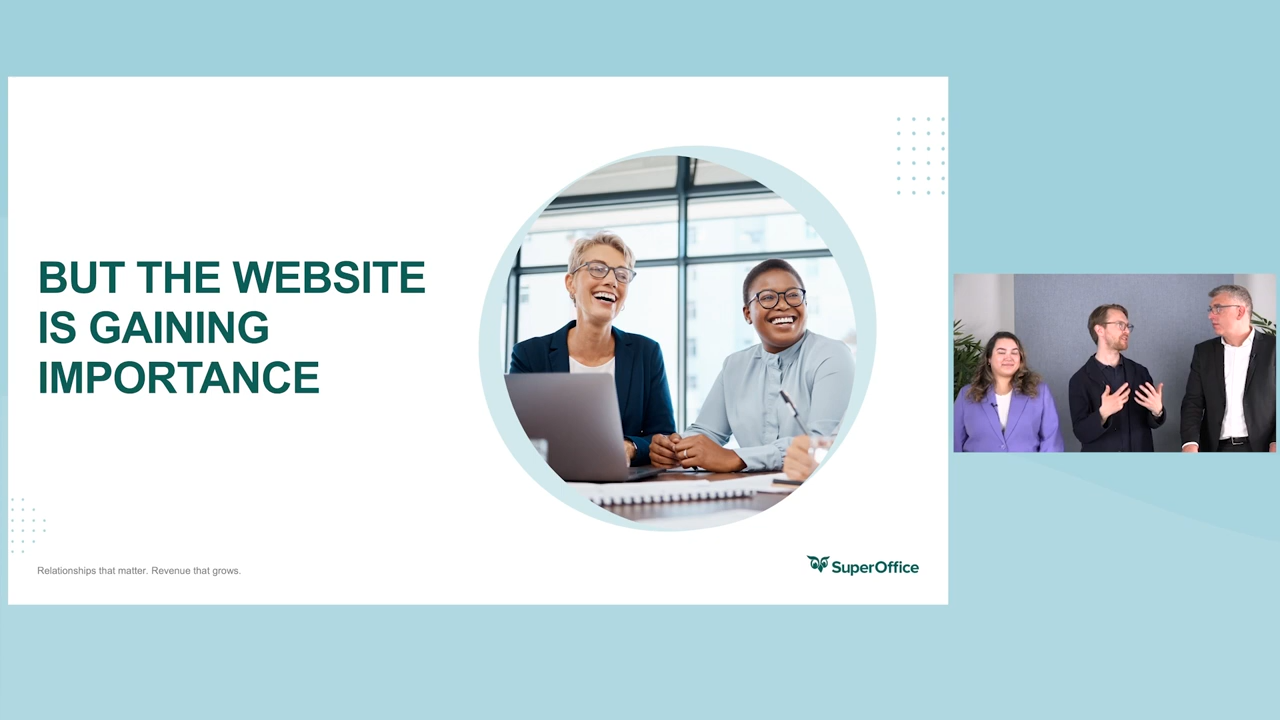 BUT THE WEBSITE
IS GAINING
IMPORTANCE
Relationships that matter. Revenue that grows.
SuperOffice